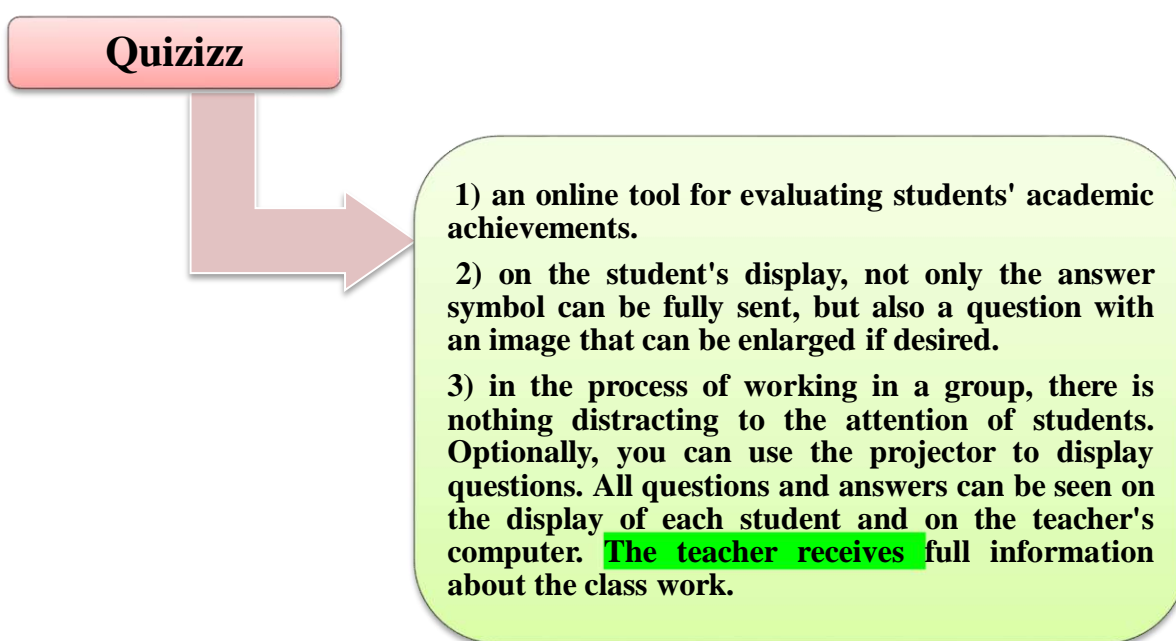 Quizizz
1) an online tool for evaluating students' academic
achievements.
2) on the student's display, not only the answer
symbol can be fully sent, but also a question with
an image that can be enlarged if desired.
3) in the process of working in a group, there is
nothing distracting to the attention of students.
Optionally, you can use the projector to display
questions. All questions and answers can be seen on
the display of each student and on the teacher's
computer. The teacher receives full information
about the class work.